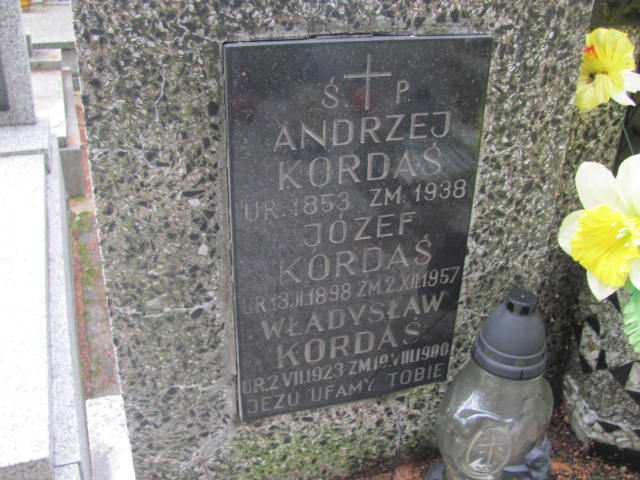 Ś P
ANDRZEJ
KORDAŚ
UR. 1853 ZM. 1938
JÓZEF
KORDAŚ
UR. 13.II.1898 ZM. 2.XII.1957
WŁADYSŁAW
KORDAŚ
UR. 2 VII.1923 ZM. VIII.1980
JEZU UFAMY TOBIE